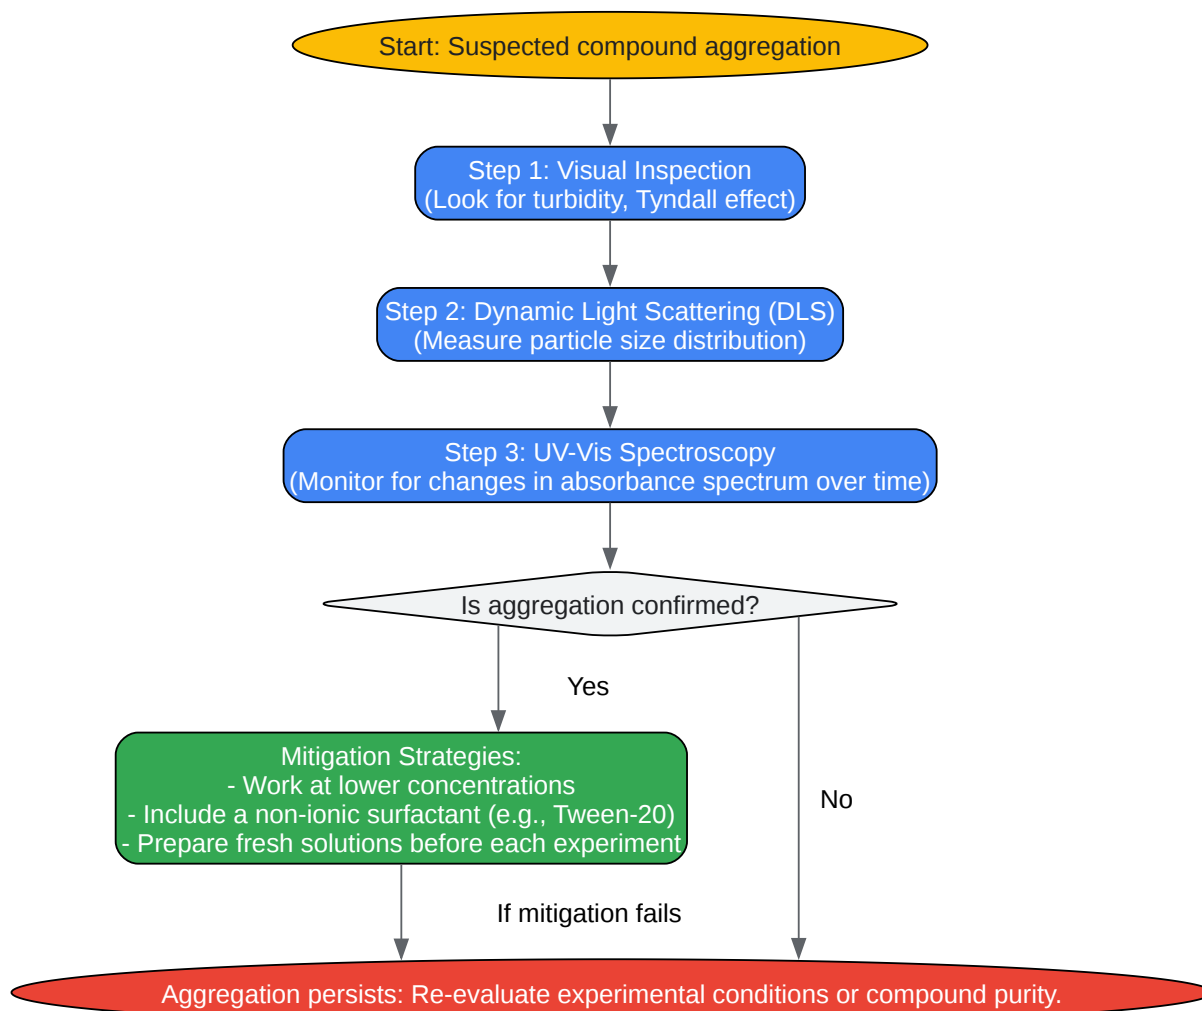 Start: Suspected compound aggregation
Step 1: Visual Inspection
(Look for turbidity, Tyndall effect)
Step 2: Dynamic Light Scattering (DLS)
(Measure particle size distribution)
Step 3: UV-Vis Spectroscopy
(Monitor for changes in absorbance spectrum over time)
Is aggregation confirmed?
Yes
Mitigation Strategies:
- Work at lower concentrations
- Include a non-ionic surfactant (e.g., Tween-20)
- Prepare fresh solutions before each experiment
No
If mitigation fails
Aggregation persists: Re-evaluate experimental conditions or compound purity.